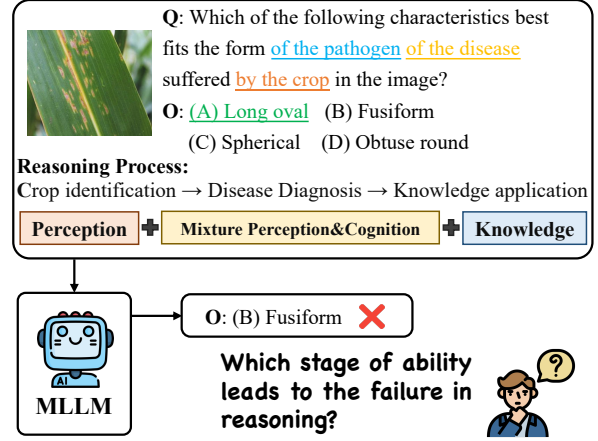 Q: Which of the following characteristics best
fits the form of the pathogen of the disease
suffered by the crop in the image?
O: (A) Long oval (B) Fusiform
(C) Spherical (D) Obtuse round
Reasoning Process:
Crop identification → Disease Diagnosis → Knowledge application
Perception + Mixture Perception&Cognition + Knowledge
O: (B) Fusiform ❌
AI
MLLM
Which stage of ability
leads to the failure in
reasoning?
?